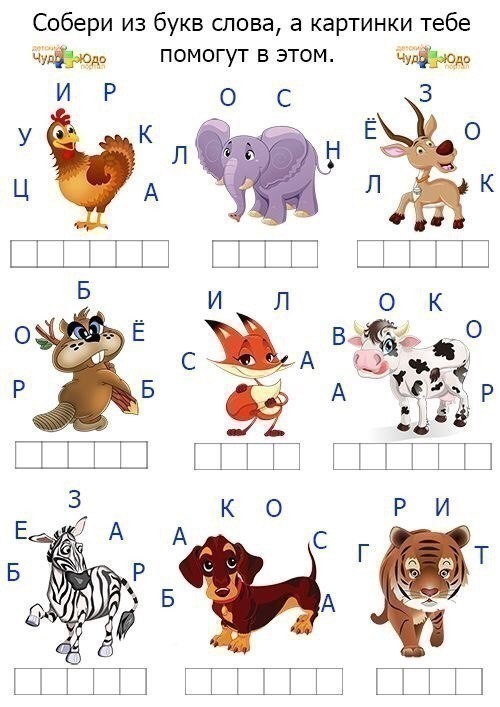 Собери из букв слова, а картинки тебе
помогут в этом.
детский
Чудо-Юдо
портал
детский
Чудо-Юдо
портал
И Р
У К
Ц А
О С
Л Н
З
Ё О
Л К
Б
О Ё
Р Б
И Л
С А
О К
В О
А Р
З
Е А
Б Р
К О
А С
Б А
Р И
Г Т